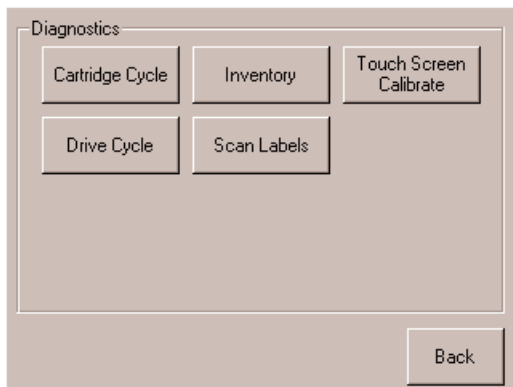 Diagnostics
Cartridge Cycle
Inventory
Touch Screen
Calibrate
Drive Cycle
Scan Labels
Back